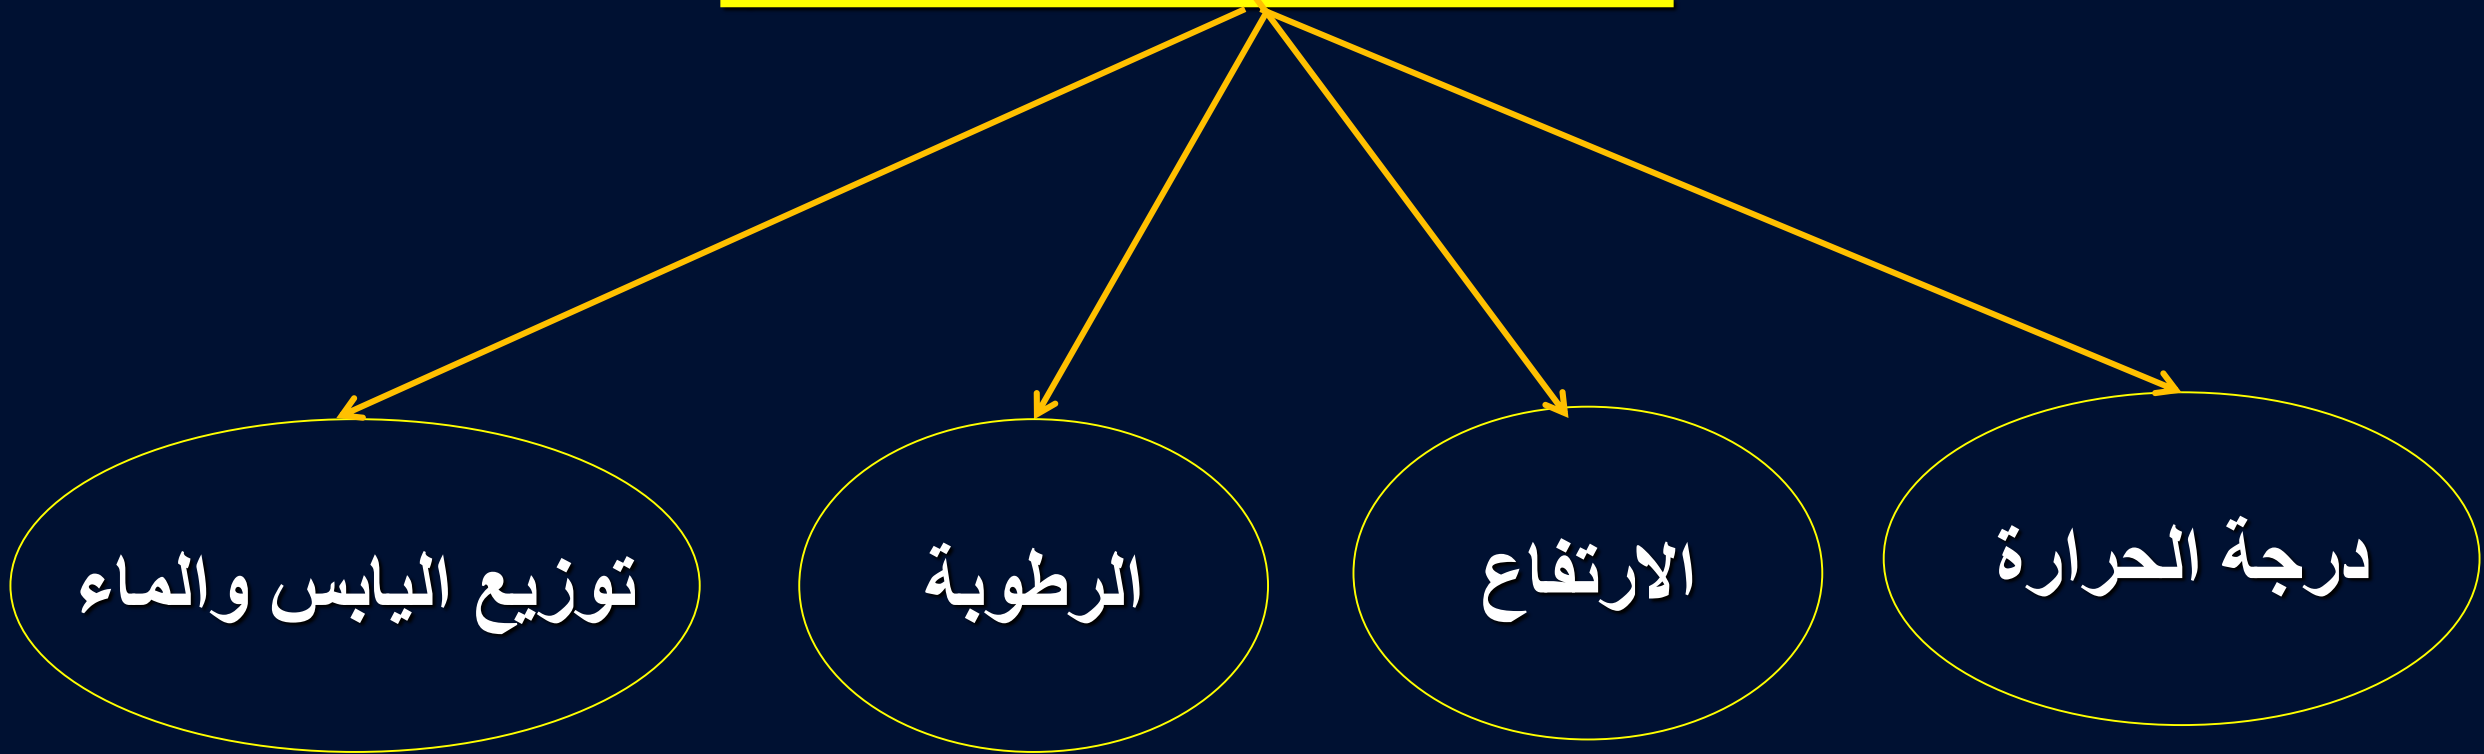 درجة الحرارة
الارتفاع
الرطوبة
توزيع اليابس والماء